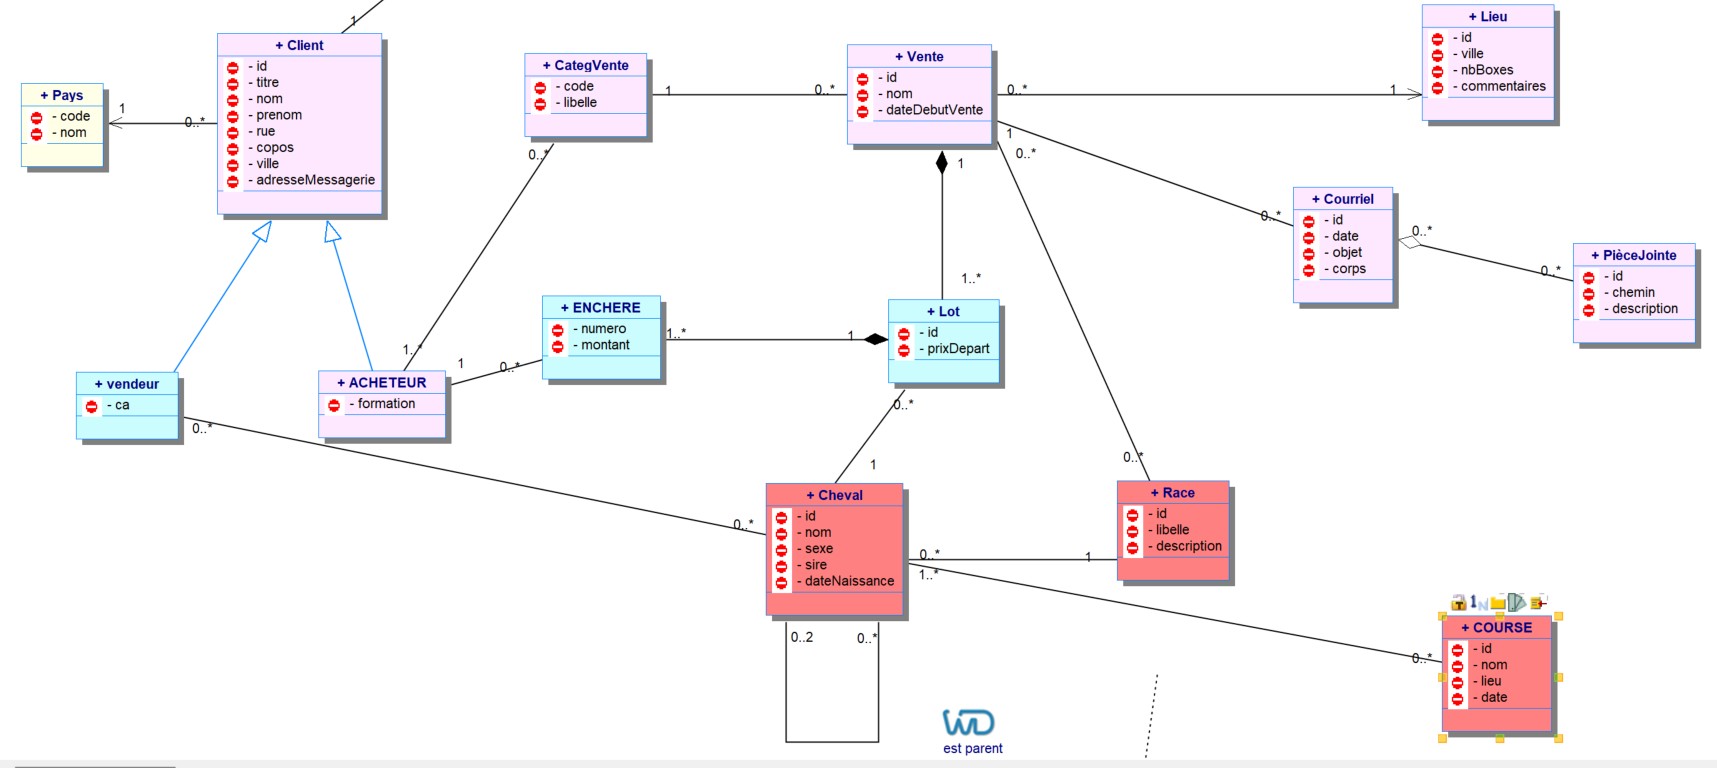 1
+ Client
- id
- titre
- nom
- prenom
- rue
- copos
- ville
- adresseMessagerie
+ Pays
- code
- nom
1
0..*
+ CategVente
- code
- libelle
1
0..*
0..*
+ Vente
- id
- nom
- dateDebutVente
0..*
1
+ Lieu
- id
- ville
- nbBoxes
- commentaires
1
0..*
1
0..*
+ Courriel
- id
- date
- objet
- corps
0..*
0..*
+ PièceJointe
- id
- chemin
- description
1..*
+ ENCHERE
- numero
- montant
1..*
1
+ Lot
- id
- prixDepart
1..*
1
0..*
+ vendeur
- ca
0..*
+ ACHETEUR
- formation
0..*
1
0..*
0..*
+ Cheval
- id
- nom
- sexe
- sire
- dateNaissance
+ Race
- id
- libelle
- description
0..*
1
1..*
0..*
+ COURSE
- id
- nom
- lieu
- date
0..2
0..*
WD
est parent